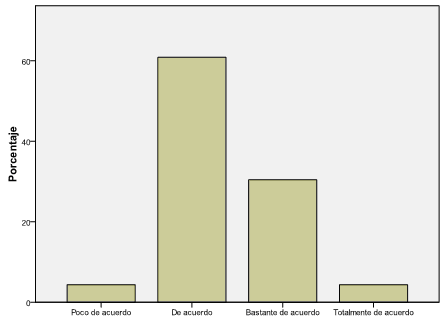 Porcentaje
60
40
20
0
Poco de acuerdo
De acuerdo
Bastante de acuerdo
Totalmente de acuerdo